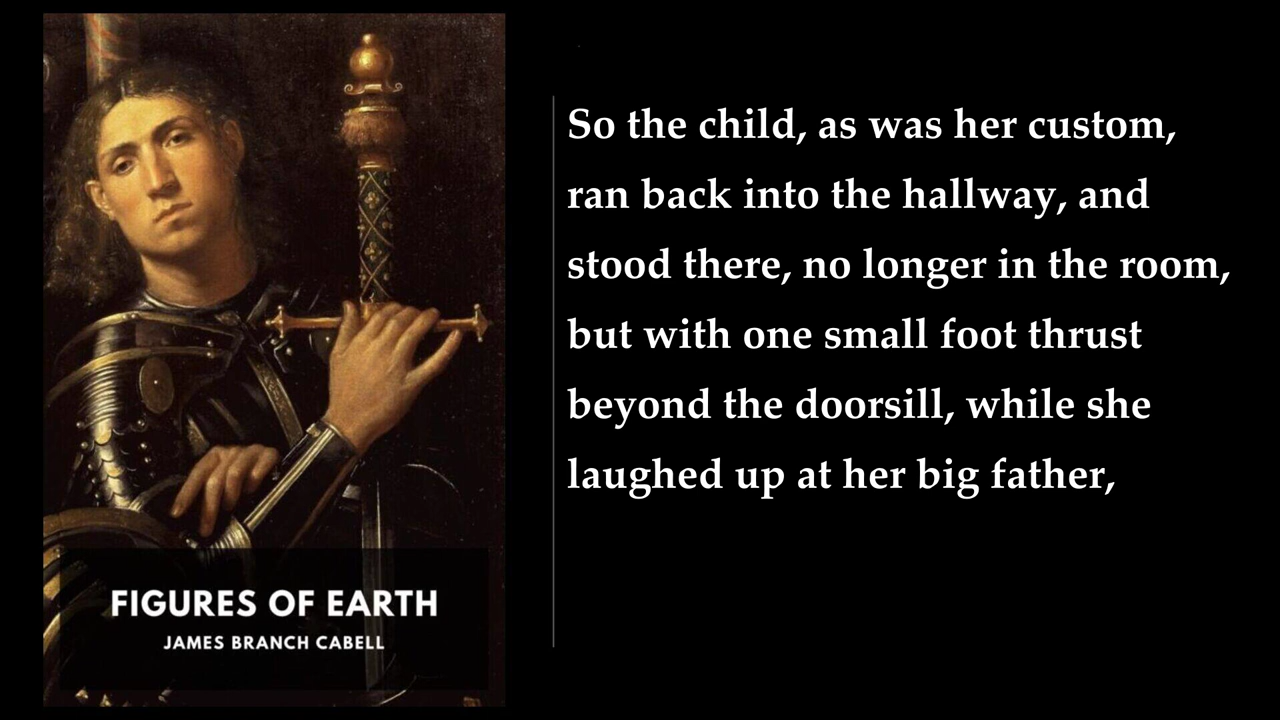 FIGURES OF EARTH
JAMES BRANCH CABELL
So the child, as was her custom,
ran back into the hallway, and
stood there, no longer in the room,
but with one small foot thrust
beyond the doorsill, while she
laughed up at her big father,